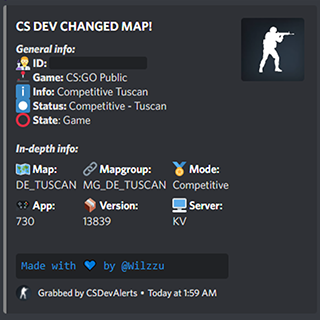 CS DEV CHANGED MAP!
General info:
ID:
Game: CS:GO Public
Info: Competitive Tuscan
Status: Competitive - Tuscan
State: Game
In-depth info:
Map: Mapgroup: Mode:
DE_TUSCAN MG_DE_TUSCAN Competitive
App: Version: Server:
730 13839 KV
Made with 💙 by @Wilzzu
Grabbed by CSDevAlerts • Today at 1:59 AM